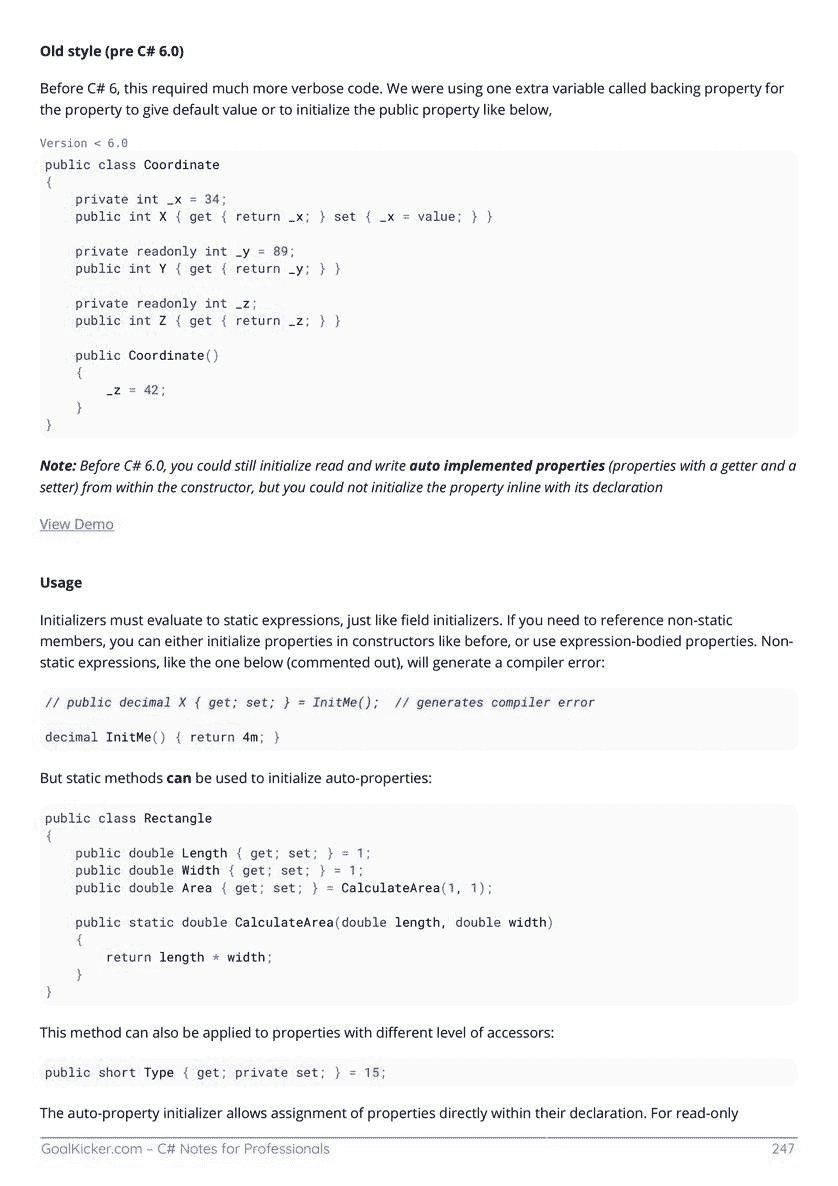 Old style (pre C# 6.0)
Before C# 6, this required much more verbose code. We were using one extra variable called backing property for
the property to give default value or to initialize the public property like below,
Version < 6.0
public class Coordinate
{
    private int _x = 34;
    public int X { get { return _x; } set { _x = value; } }

    private readonly int _y = 89;
    public int Y { get { return _y; } }

    private readonly int _z;
    public int Z { get { return _z; } }

    public Coordinate()
    {
        _z = 42;
    }
}
Note: Before C# 6.0, you could still initialize read and write auto implemented properties (properties with a getter and a
setter) from within the constructor, but you could not initialize the property inline with its declaration
View Demo
Usage
Initializers must evaluate to static expressions, just like field initializers. If you need to reference non-static
members, you can either initialize properties in constructors like before, or use expression-bodied properties. Non-
static expressions, like the one below (commented out), will generate a compiler error:
// public decimal X { get; set; } = InitMe();  // generates compiler error

decimal InitMe() { return 4m; }
But static methods can be used to initialize auto-properties:
public class Rectangle
{
    public double Length { get; set; } = 1;
    public double Width { get; set; } = 1;
    public double Area { get; set; } = CalculateArea(1, 1);

    public static double CalculateArea(double length, double width)
    {
        return length * width;
    }
}
This method can also be applied to properties with different level of accessors:
public short Type { get; private set; } = 15;
The auto-property initializer allows assignment of properties directly within their declaration. For read-only
GoalKicker.com – C# Notes for Professionals
247